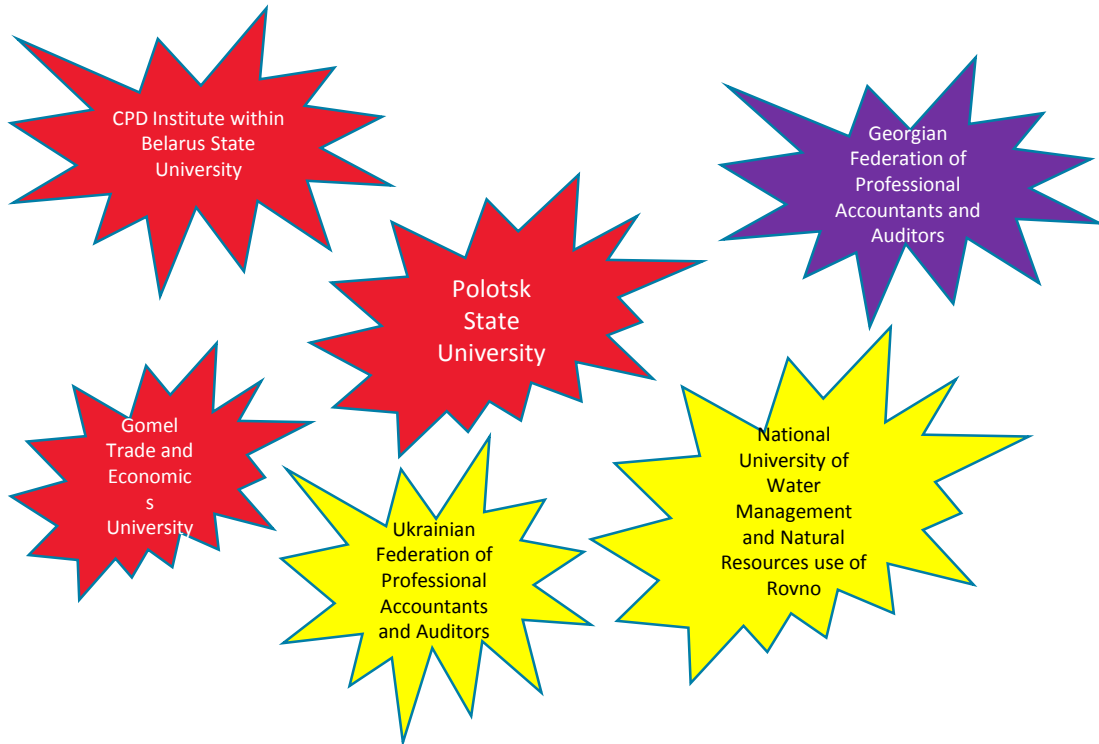 CPD Institute within
Belarus State
University
Georgian
Federation of
Professional
Accountants and
Auditors
Polotsk
State
University
Gomel
Trade and
Economic
s
University
Ukrainian
Federation of
Professional
Accountants
and Auditors
National
University of
Water
Management
and Natural
Resources use of
Rovno